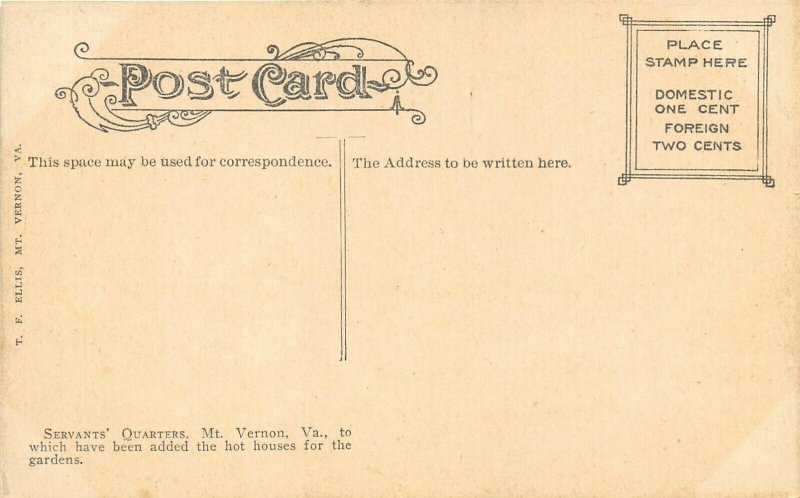 Post Card
PLACE
STAMP HERE
DOMESTIC
ONE CENT
FOREIGN
TWO CENTS
This space may be used for correspondence.
The Address to be written here.
T. F. ELLIS, MT. VERNON, VA.
SERVANTS' QUARTERS, Mt. Vernon, Va., to
which have been added the hot houses for the
gardens.